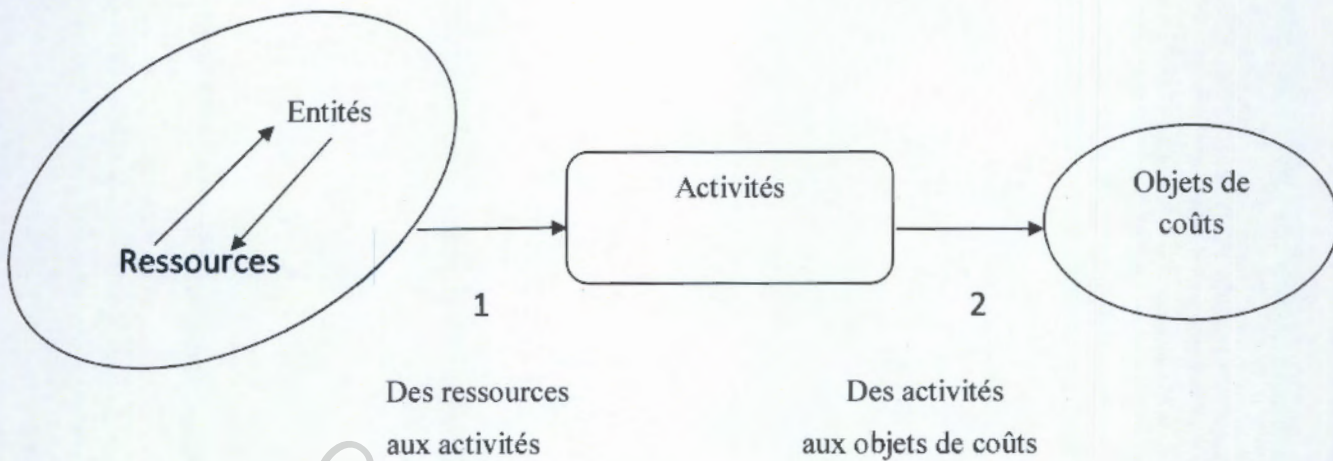 Entités
Ressources
Activités
Objets de
coûts
1
2
Des ressources
aux activités
Des activités
aux objets de coûts